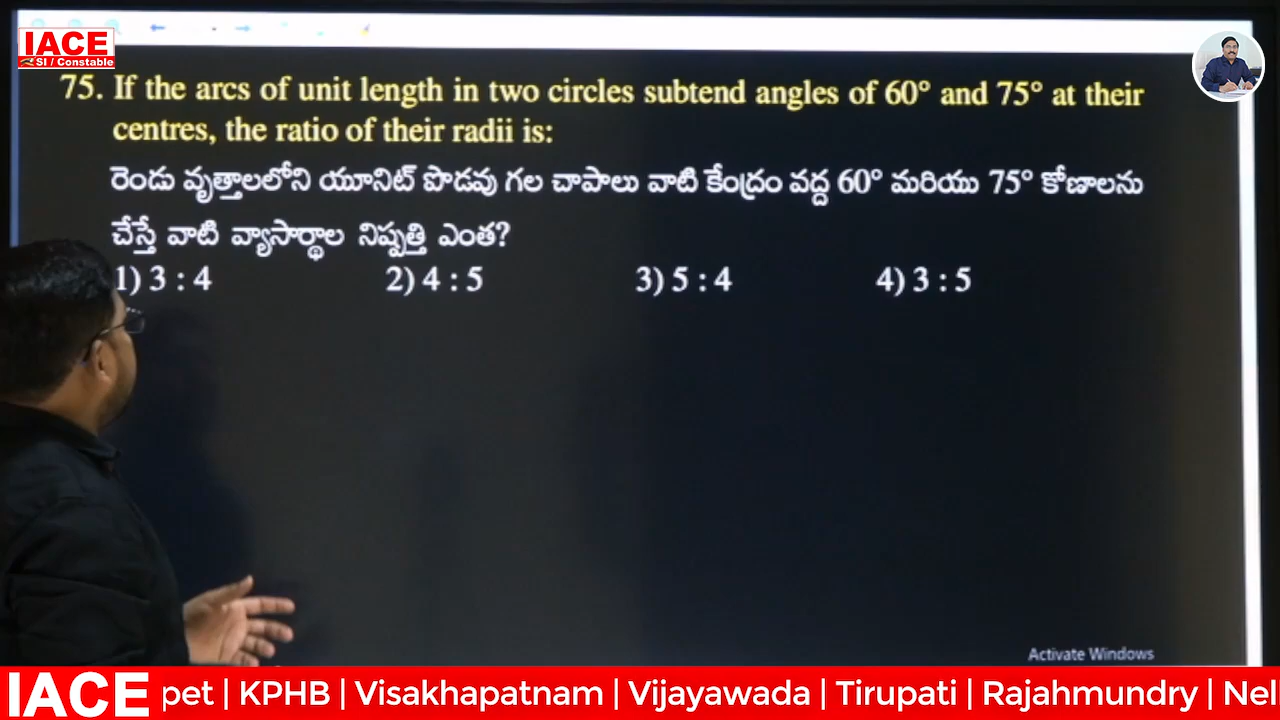 IACE
SI / Constable
75. If the arcs of unit length in two circles subtend angles of 60° and 75° at their
centres, the ratio of their radii is:
రెండు వృత్తాలలోని యూనిట్ పొడవు గల చాపాలు వాటి కేంద్రం వద్ద 60° మరియు 75° కోణాలను
చేస్తే వాటి వ్యాసార్థాల నిష్పత్తి ఎంత?
1) 3 : 4 2) 4 : 5 3) 5 : 4 4) 3 : 5
Activate Windows
IACE pet | KPHB | Visakhapatnam | Vijayawada | Tirupati | Rajahmundry | Nel